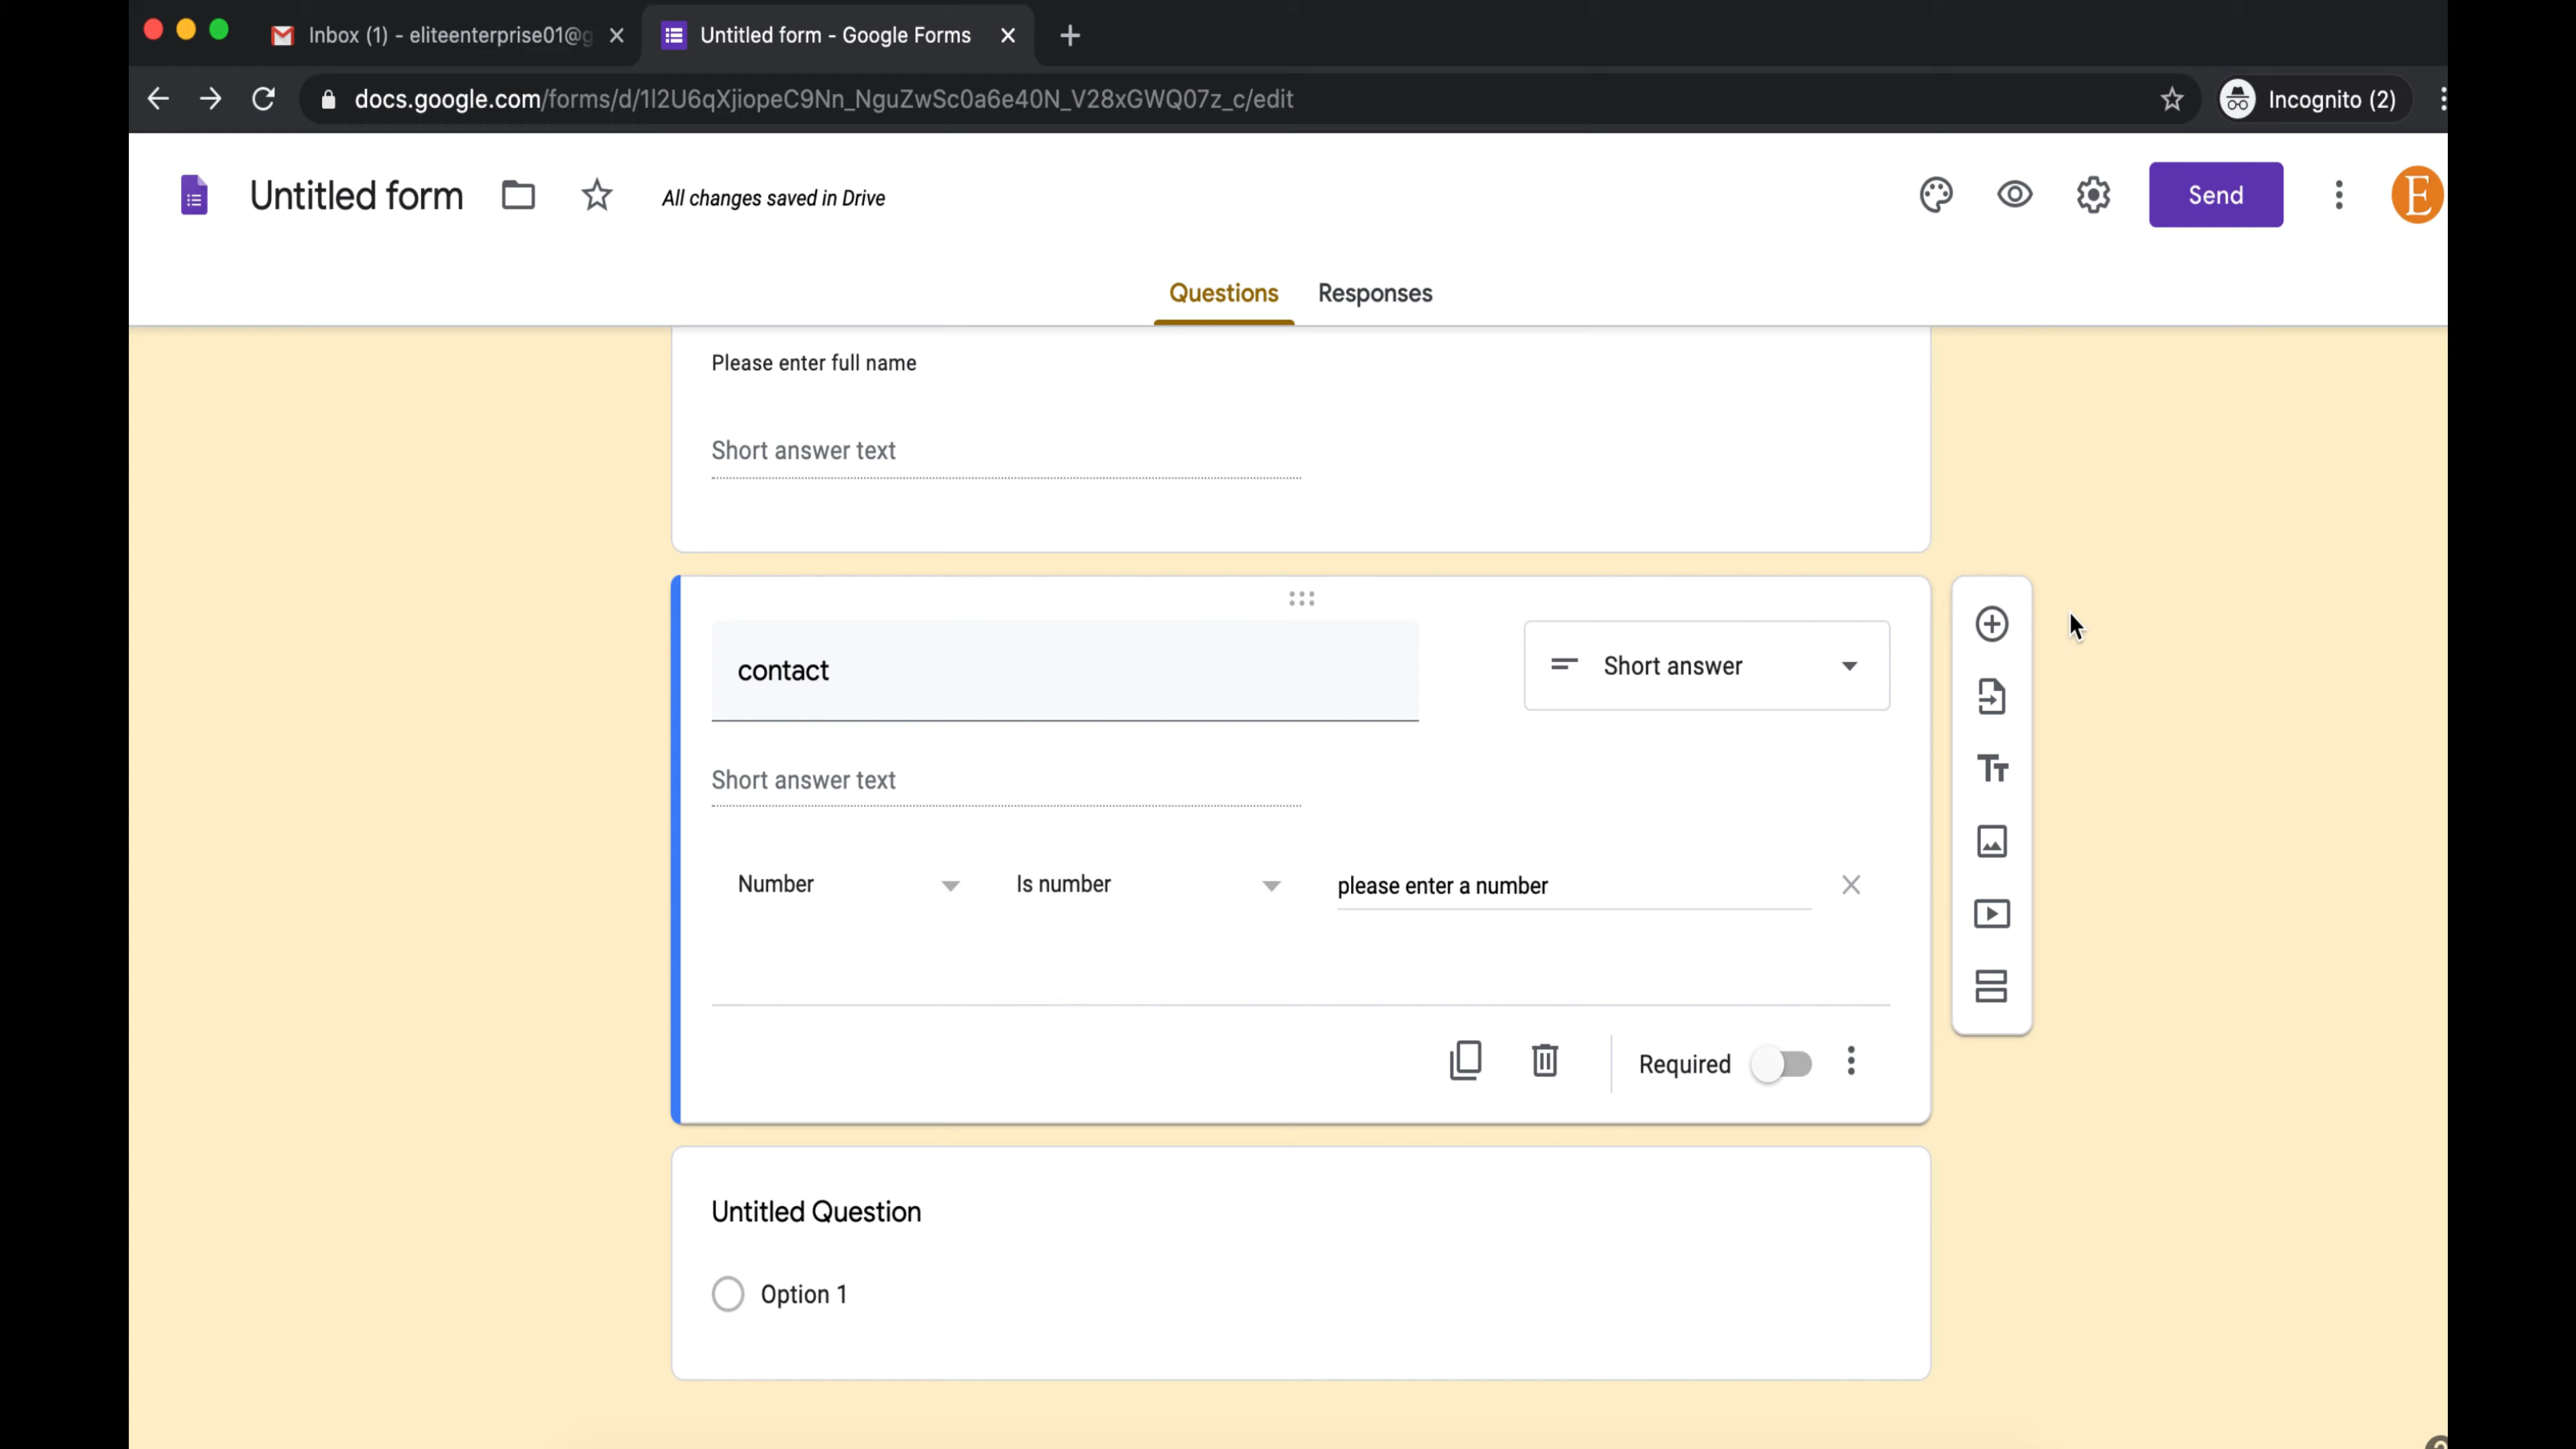 Inbox (1) - eliteenterprise01@g
Untitled form - Google Forms
docs.google.com/forms/d/1l2U6qXjiopeC9Nn_NguZwSc0a6e40N_V28xGWQ07z_c/edit
Incognito (2)
Untitled form
All changes saved in Drive
Send
E
Questions
Responses
Please enter full name
Short answer text
contact
Short answer
Short answer text
Number
Is number
please enter a number
Required
Untitled Question
Option 1